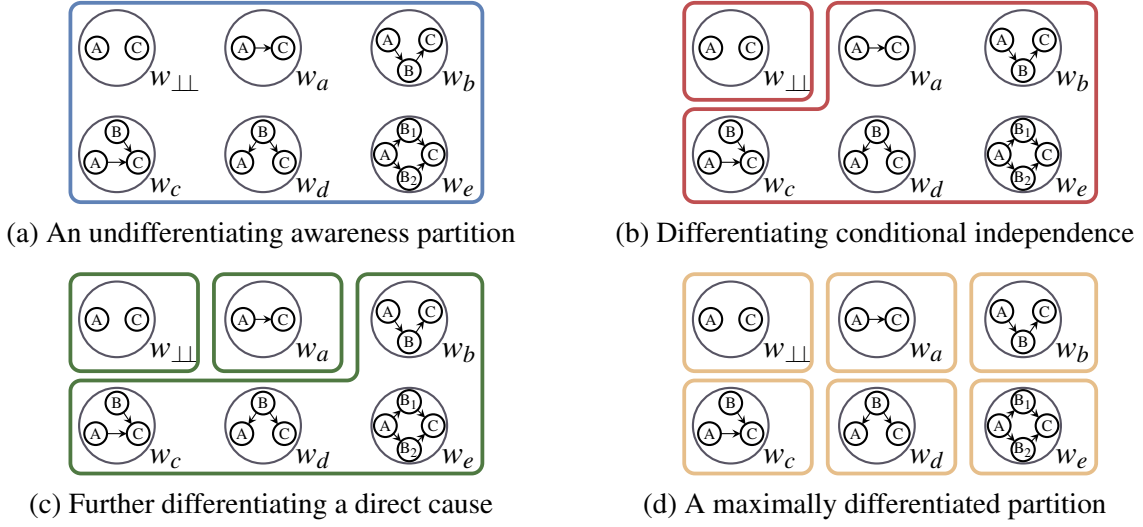 A C A C A C
B
w⊥⊥ wa wb
B B B1
A C A C A C
B2
wc wd we
(a) An undifferentiating awareness partition
A C A C A C
B
w⊥⊥ wa wb
B B B1
A C A C A C
B2
wc wd we
(b) Differentiating conditional independence
A C A C A C
B
w⊥⊥ wa wb
B B B1
A C A C A C
B2
wc wd we
(c) Further differentiating a direct cause
A C A C A C
B
w⊥⊥ wa wb
B B B1
A C A C A C
B2
wc wd we
(d) A maximally differentiated partition